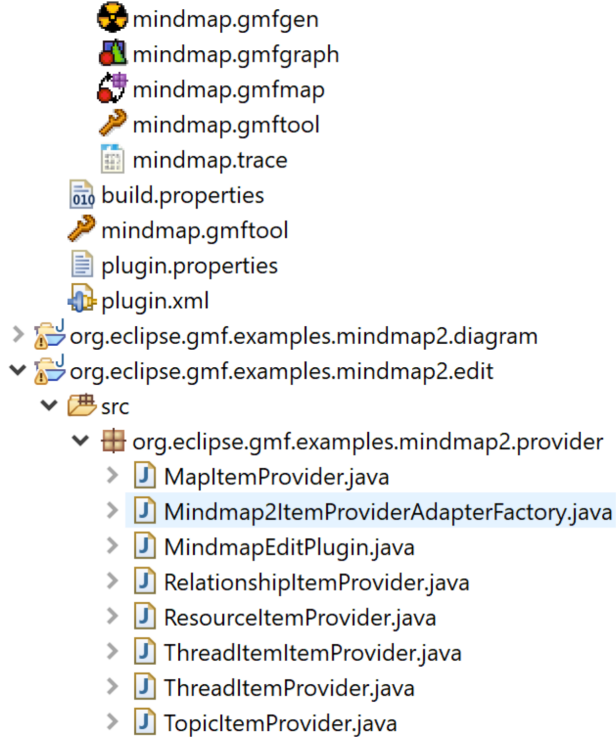 mindmap.gmfgen
mindmap.gmfgraph
mindmap.gmfmap
mindmap.gmftool
mindmap.trace
build.properties
mindmap.gmftool
plugin.properties
plugin.xml
org.eclipse.gmf.examples.mindmap2.diagram
org.eclipse.gmf.examples.mindmap2.edit
src
org.eclipse.gmf.examples.mindmap2.provider
MapItemProvider.java
Mindmap2ItemProviderAdapterFactory.java
MindmapEditPlugin.java
RelationshipItemProvider.java
ResourceItemProvider.java
ThreadItemItemProvider.java
ThreadItemProvider.java
TopicItemProvider.java